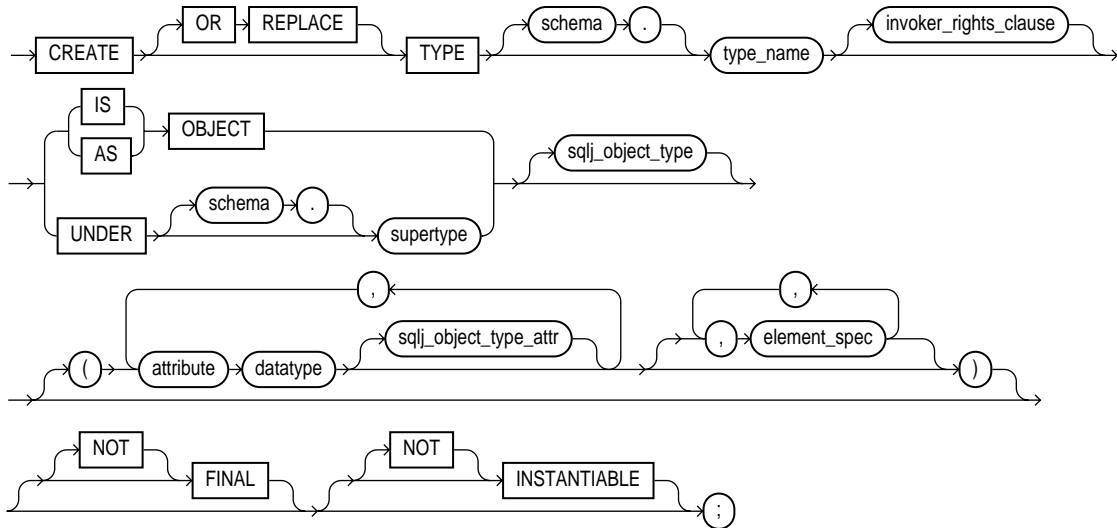 OR REPLACE schema . invoker_rights_clause
CREATE TYPE type_name
IS
OBJECT
AS sqlj_object_type
schema .
UNDER supertype
, ,
sqlj_object_type_attr
( attribute datatype , element_spec )
NOT NOT
FINAL INSTANTIABLE
;